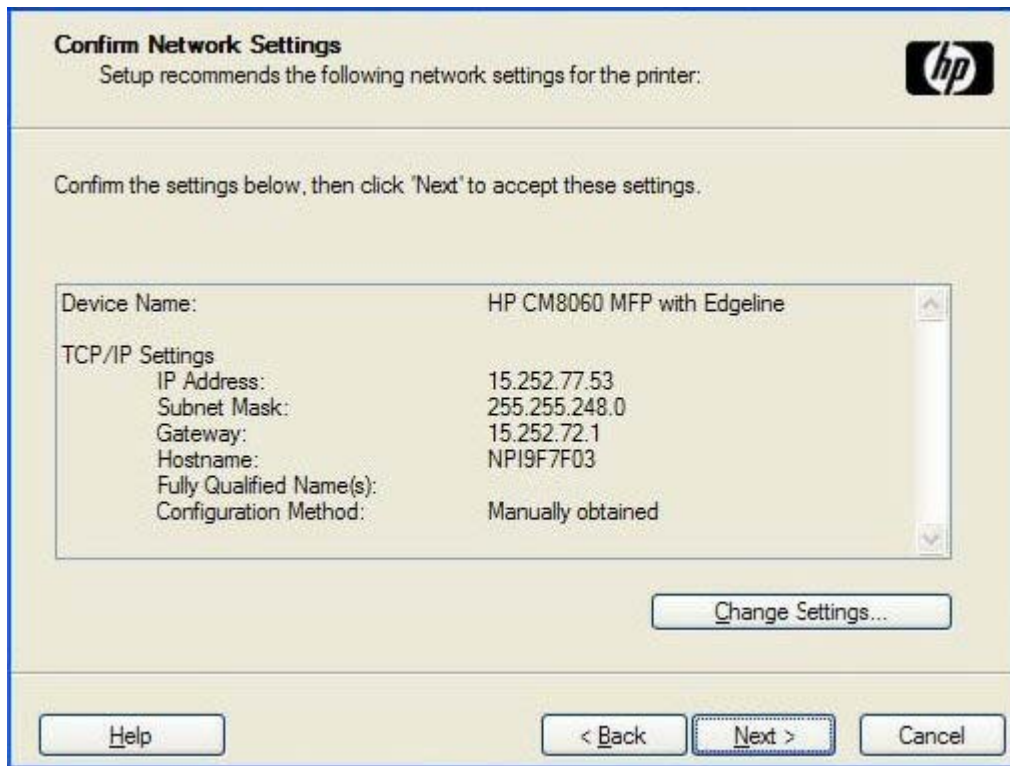 Confirm Network Settings
Setup recommends the following network settings for the printer:
hp
Confirm the settings below, then click 'Next' to accept these settings.
Device Name: HP CM8060 MFP with Edgeline
TCP/IP Settings
IP Address: 15.252.77.53
Subnet Mask: 255.255.248.0
Gateway: 15.252.72.1
Hostname: NPI9F7F03
Fully Qualified Name(s):
Configuration Method: Manually obtained
Change Settings...
Help < Back Next > Cancel